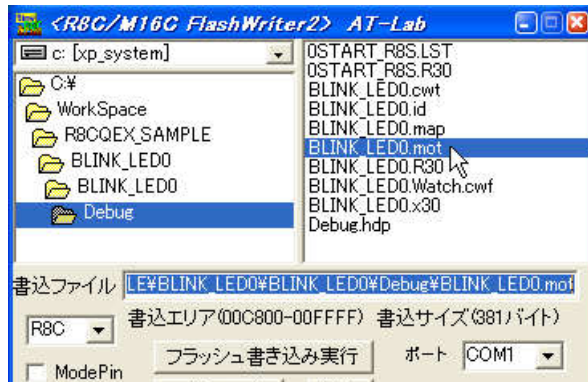 <R8C/M16C FlashWriter2> AT-Lab
c: [xp_system]
C:¥
WorkSpace
R8CQEX_SAMPLE
BLINK_LED0
BLINK_LED0
Debug
0START_R8S.LST
0START_R8S.R30
BLINK_LED0.cwt
BLINK_LED0.id
BLINK_LED0.map
BLINK_LED0.mot
BLINK_LED0.R30
BLINK_LED0.Watch.cwf
BLINK_LED0.x30
Debug.hdp
書込ファイル LE¥BLINK_LED0¥BLINK_LED0¥Debug¥BLINK_LED0.mot
R8C 書込エリア(00C800-00FFFF) 書込サイズ(381バイト)
ModePin フラッシュ書き込み実行 ポート COM1